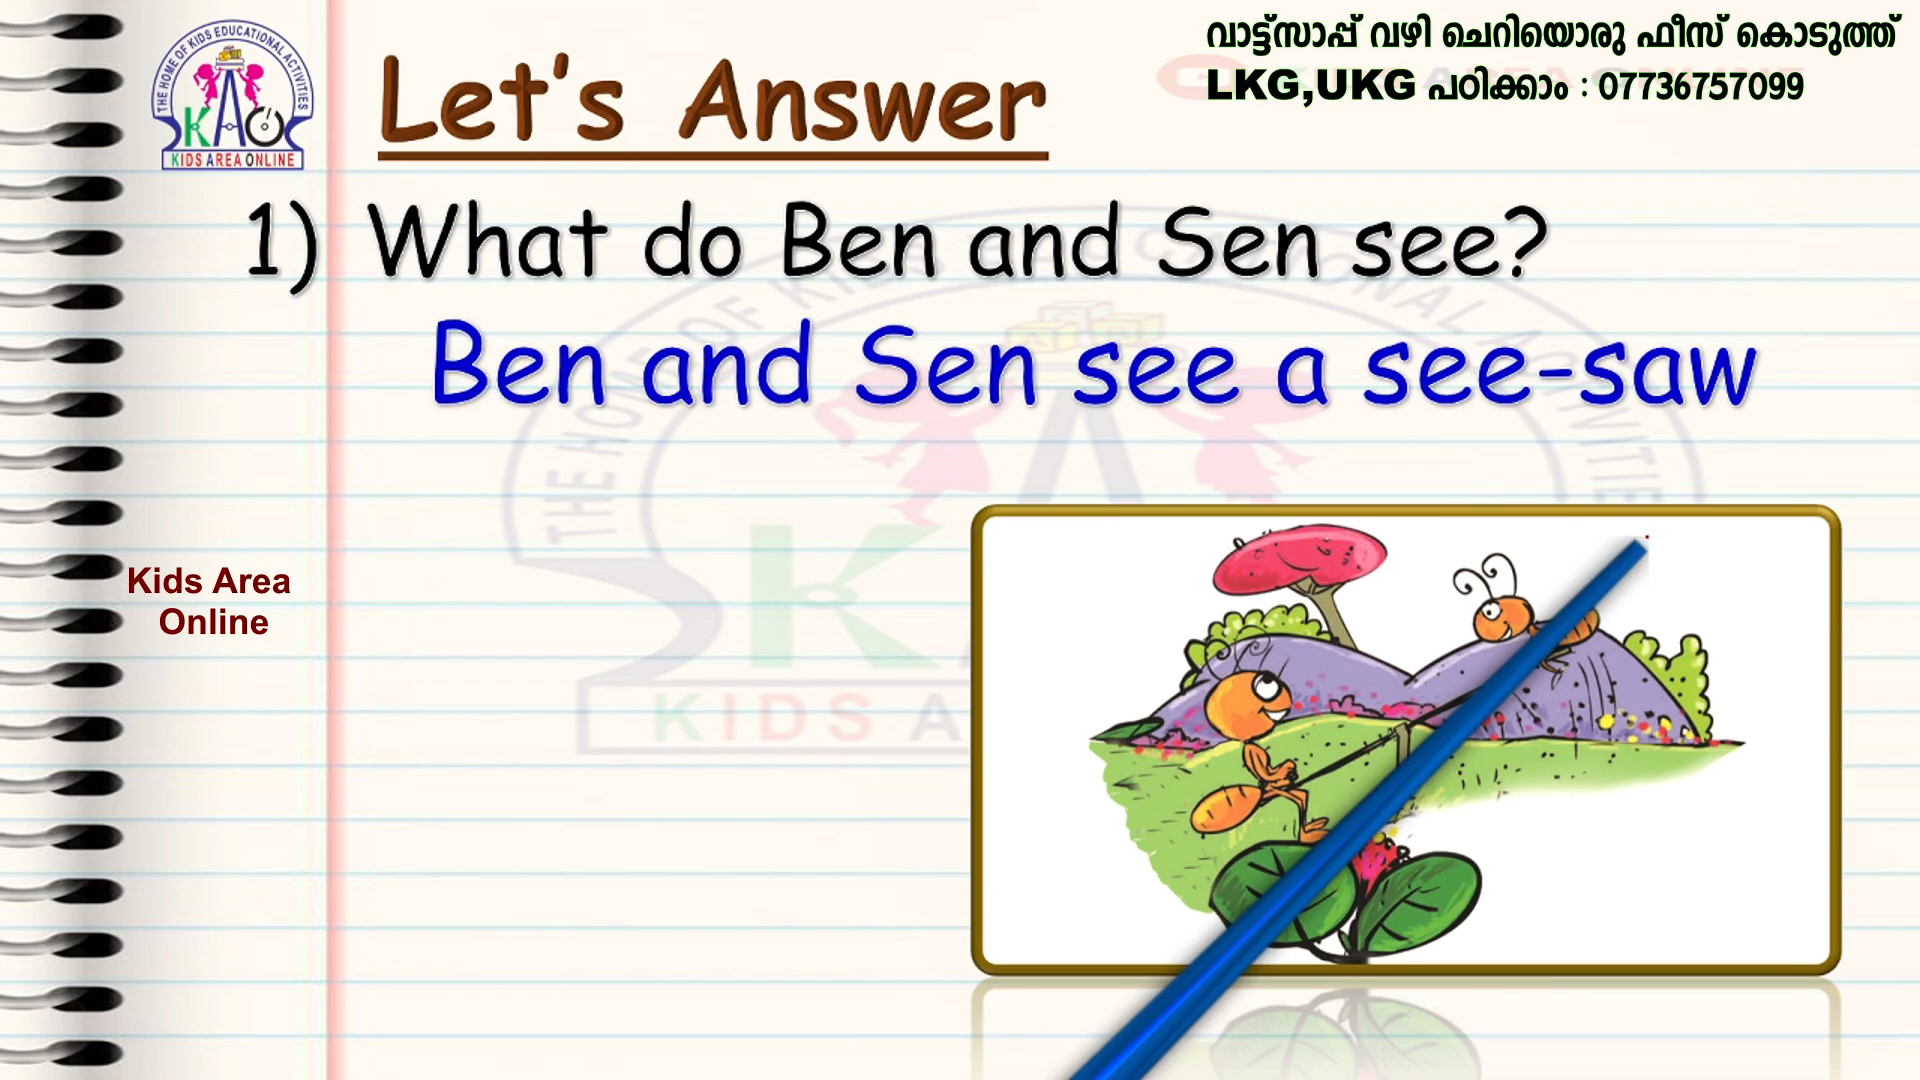 THE HOME OF KIDS EDUCATIONAL ACTIVITIES
KAO
KIDS AREA ONLINE
Let's Answer
വാട്ട്സാപ്പ് വഴി ചെറിയൊരു ഫീസ് കൊടുത്ത്
LKG,UKG പഠിക്കാം : 07736757099
1) What do Ben and Sen see?
Ben and Sen see a see-saw
Kids Area
Online